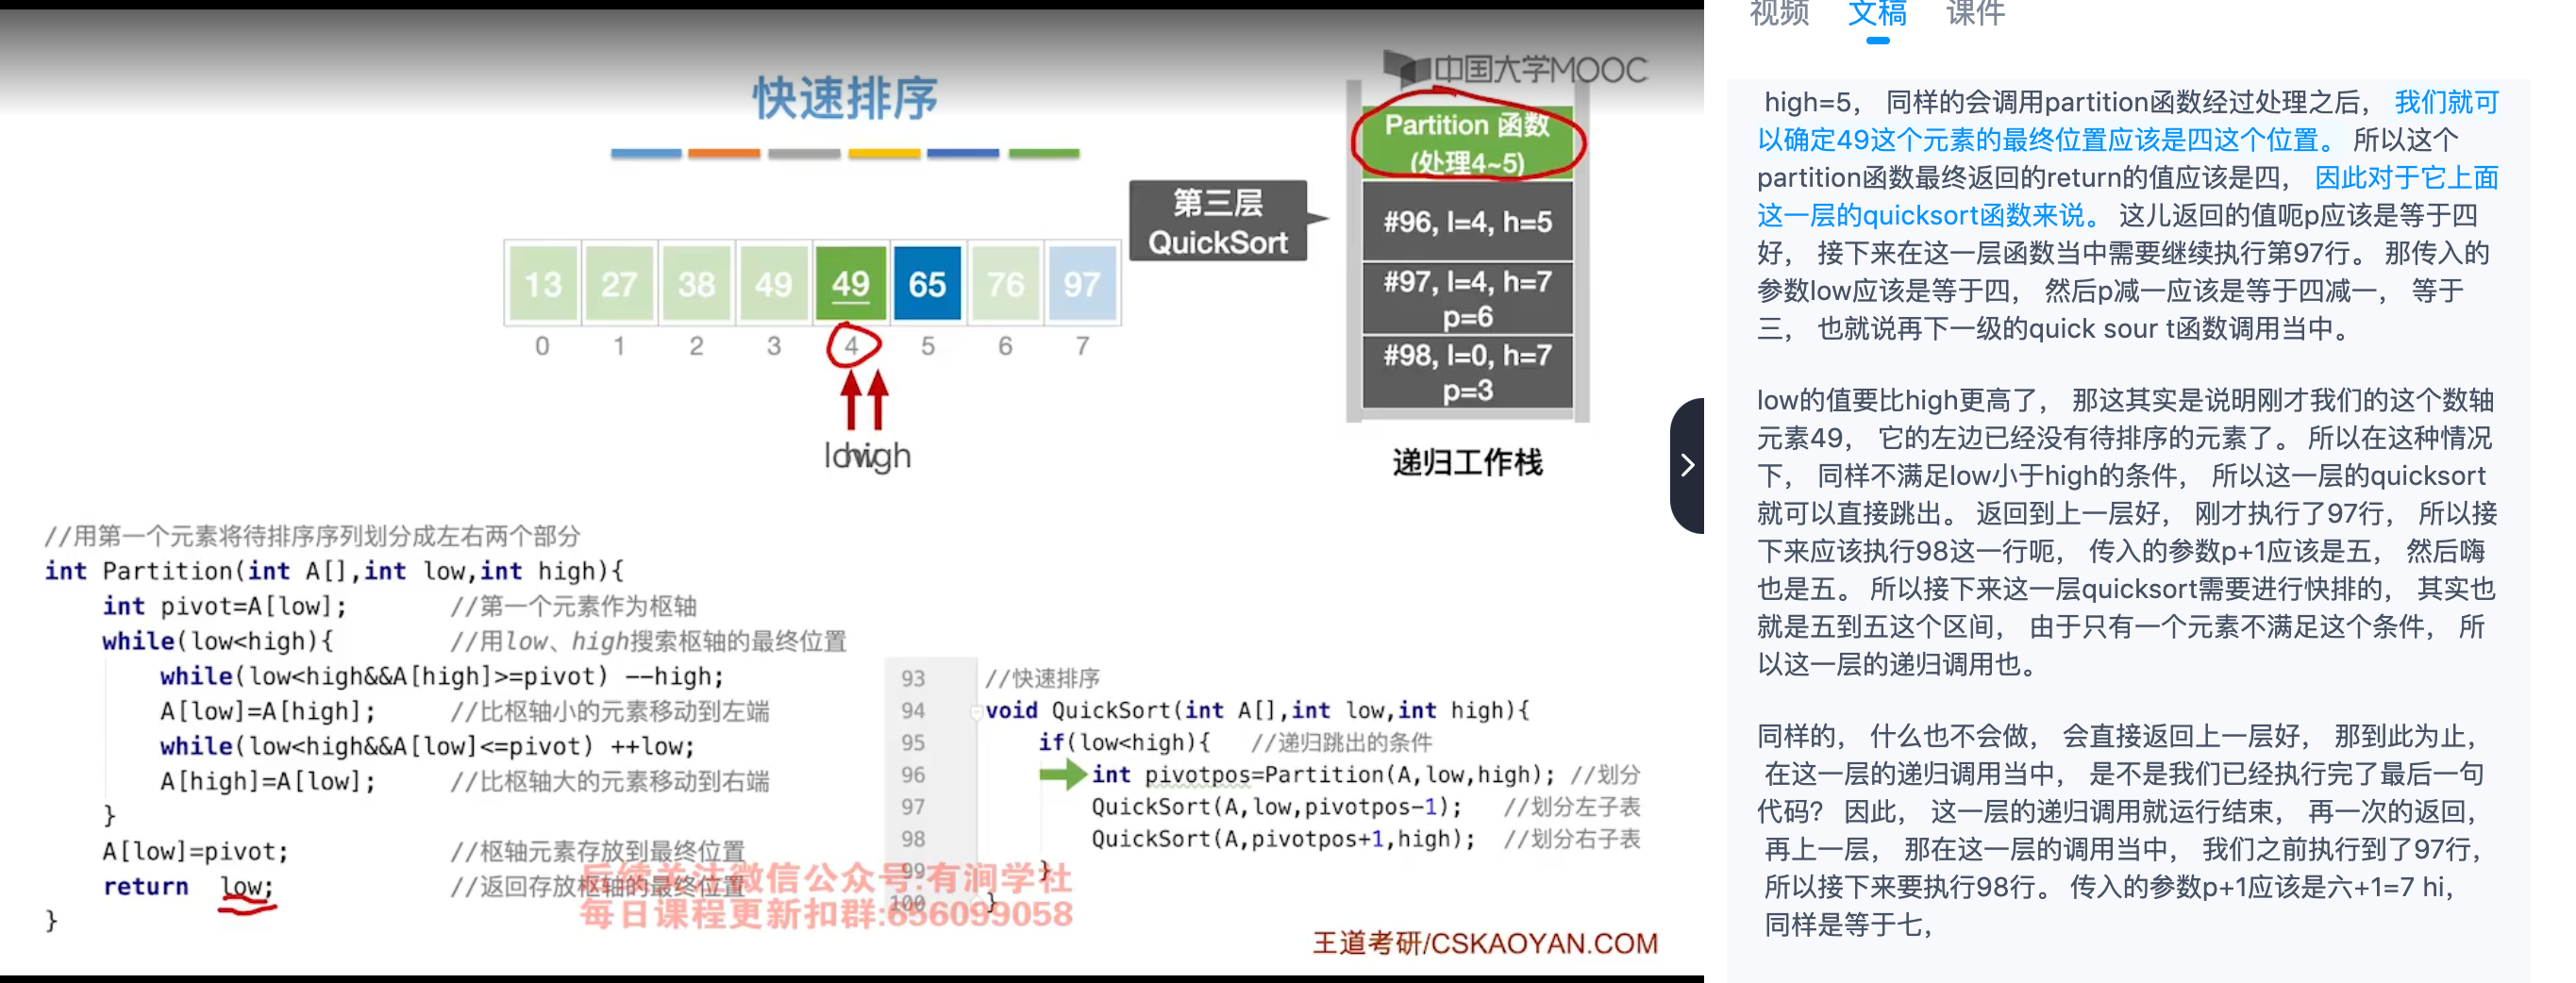 中国大学MOOC
快速排序
Partition 函数
(处理4~5)
第三层
QuickSort
#96, l=4, h=5
#97, l=4, h=7
p=6
#98, l=0, h=7
p=3
递归工作栈
13 27 38 49 49 65 76 97
0 1 2 3 4 5 6 7
low high
//用第一个元素将待排序序列划分成左右两个部分
int Partition(int A[],int low,int high){
int pivot=A[low]; //第一个元素作为枢轴
while(low<high){ //用low、high搜索枢轴的最终位置
while(low<high&&A[high]>=pivot) --high;
A[low]=A[high]; //比枢轴小的元素移动到左端
while(low<high&&A[low]<=pivot) ++low;
A[high]=A[low]; //比枢轴大的元素移动到右端
}
A[low]=pivot; //枢轴元素存放到最终位置
return low; //返回存放枢轴的最终位置
}
93 //快速排序
94 void QuickSort(int A[],int low,int high){
95 if(low<high){ //递归跳出的条件
96 int pivotpos=Partition(A,low,high); //划分
97 QuickSort(A,low,pivotpos-1); //划分左子表
98 QuickSort(A,pivotpos+1,high); //划分右子表
99 }
100 }
后续关注微信公众号:有润学社
每日课程更新扣群:656099058
王道考研/CSKAOYAN.COM
视频 文稿 课件
high=5， 同样的会调用partition函数经过处理之后， 我们就可
以确定49这个元素的最终位置应该是四这个位置。 所以这个
partition函数最终返回的return的值应该是四， 因此对于它上面
这一层的quicksort函数来说。 这儿返回的值呃p应该是等于四
好， 接下来在这一层函数当中需要继续执行第97行。 那传入的
参数low应该是等于四， 然后p减一应该是等于四减一， 等于
三， 也就说再下一级的quick sour t函数调用当中。
low的值要比high更高了， 那这其实是说明刚才我们的这个数轴
元素49， 它的左边已经没有待排序的元素了。 所以在这种情况
下， 同样不满足low小于high的条件， 所以这一层的quicksort
就可以直接跳出。 返回到上一层好， 刚才执行了97行， 所以接
下来应该执行98这一行呃， 传入的参数p+1应该是五， 然后嗨
也是五。 所以接下来这一层quicksort需要进行快排的， 其实也
就是五到五这个区间， 由于只有一个元素不满足这个条件， 所
以这一层的递归调用也。
同样的， 什么也不会做， 会直接返回上一层好， 那到此为止，
在这一层的递归调用当中， 是不是我们已经执行完了最后一句
代码？ 因此， 这一层的递归调用就运行结束， 再一次的返回，
再上一层， 那在这一层的调用当中， 我们之前执行到了97行，
所以接下来要执行98行。 传入的参数p+1应该是六+1=7 hi，
同样是等于七，